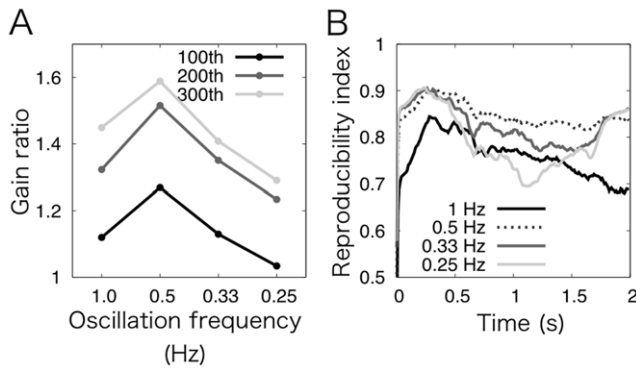 A
Gain ratio
1.6
1.4
1.2
1
100th
200th
300th
1.0 0.5 0.33 0.25
Oscillation frequency
(Hz)
B
Reproducibility index
1
0.9
0.8
0.7
0.6
0.5
1 Hz
0.5 Hz
0.33 Hz
0.25 Hz
0 0.5 1 1.5 2
Time (s)